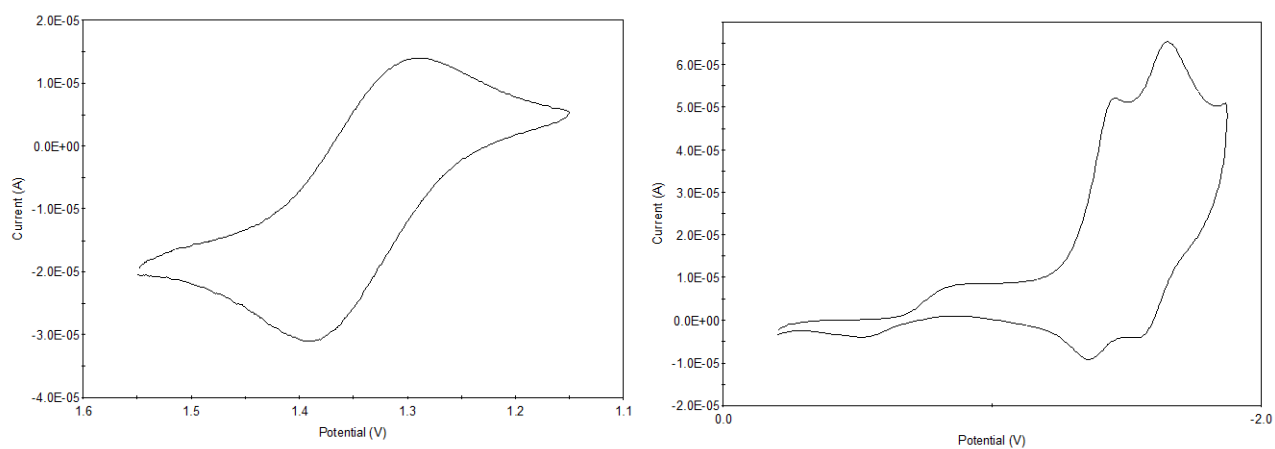 2.0E-05
1.0E-05
0.0E+00
-1.0E-05
-2.0E-05
-3.0E-05
-4.0E-05
Current (A)
1.6 1.5 1.4 1.3 1.2 1.1
Potential (V)
6.0E-05
5.0E-05
4.0E-05
3.0E-05
2.0E-05
1.0E-05
0.0E+00
-1.0E-05
-2.0E-05
Current (A)
0.0 -2.0
Potential (V)